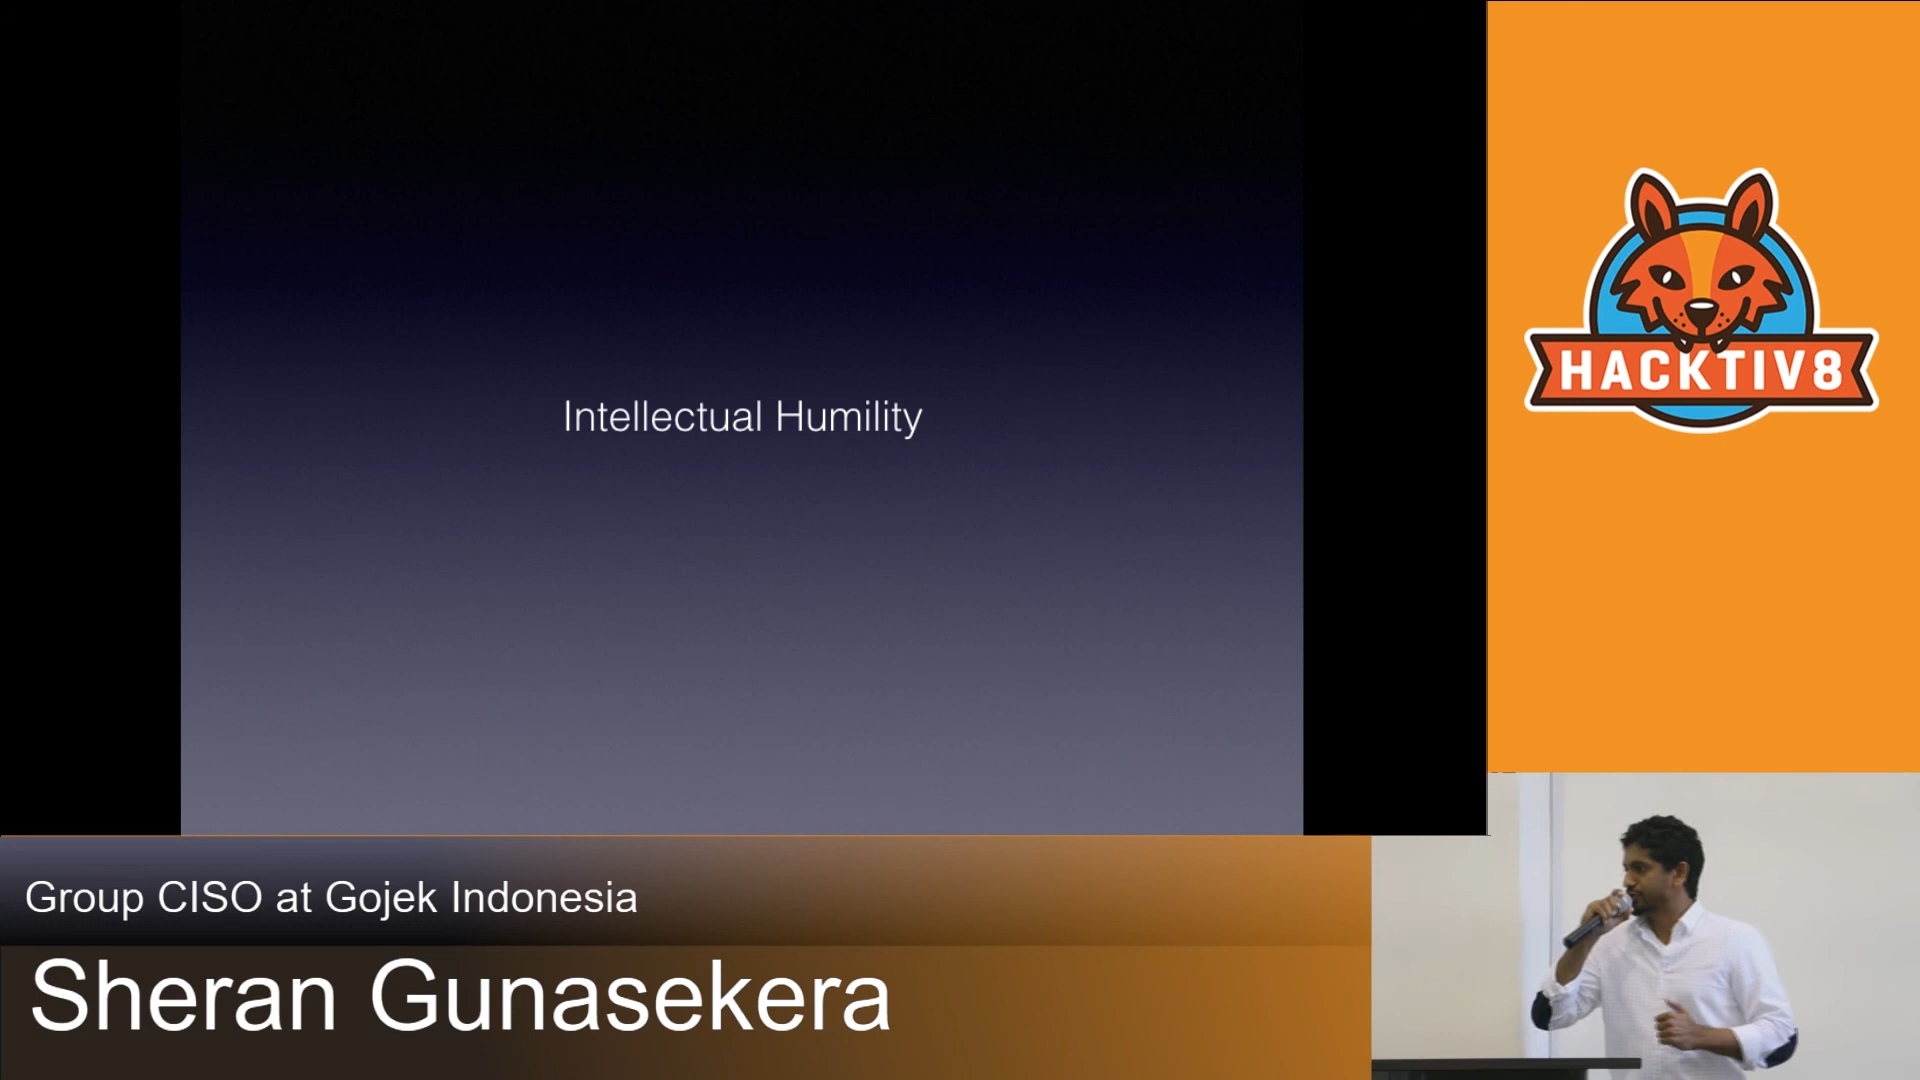 Intellectual Humility
HACKTIV8
Group CISO at Gojek Indonesia
Sheran Gunasekera